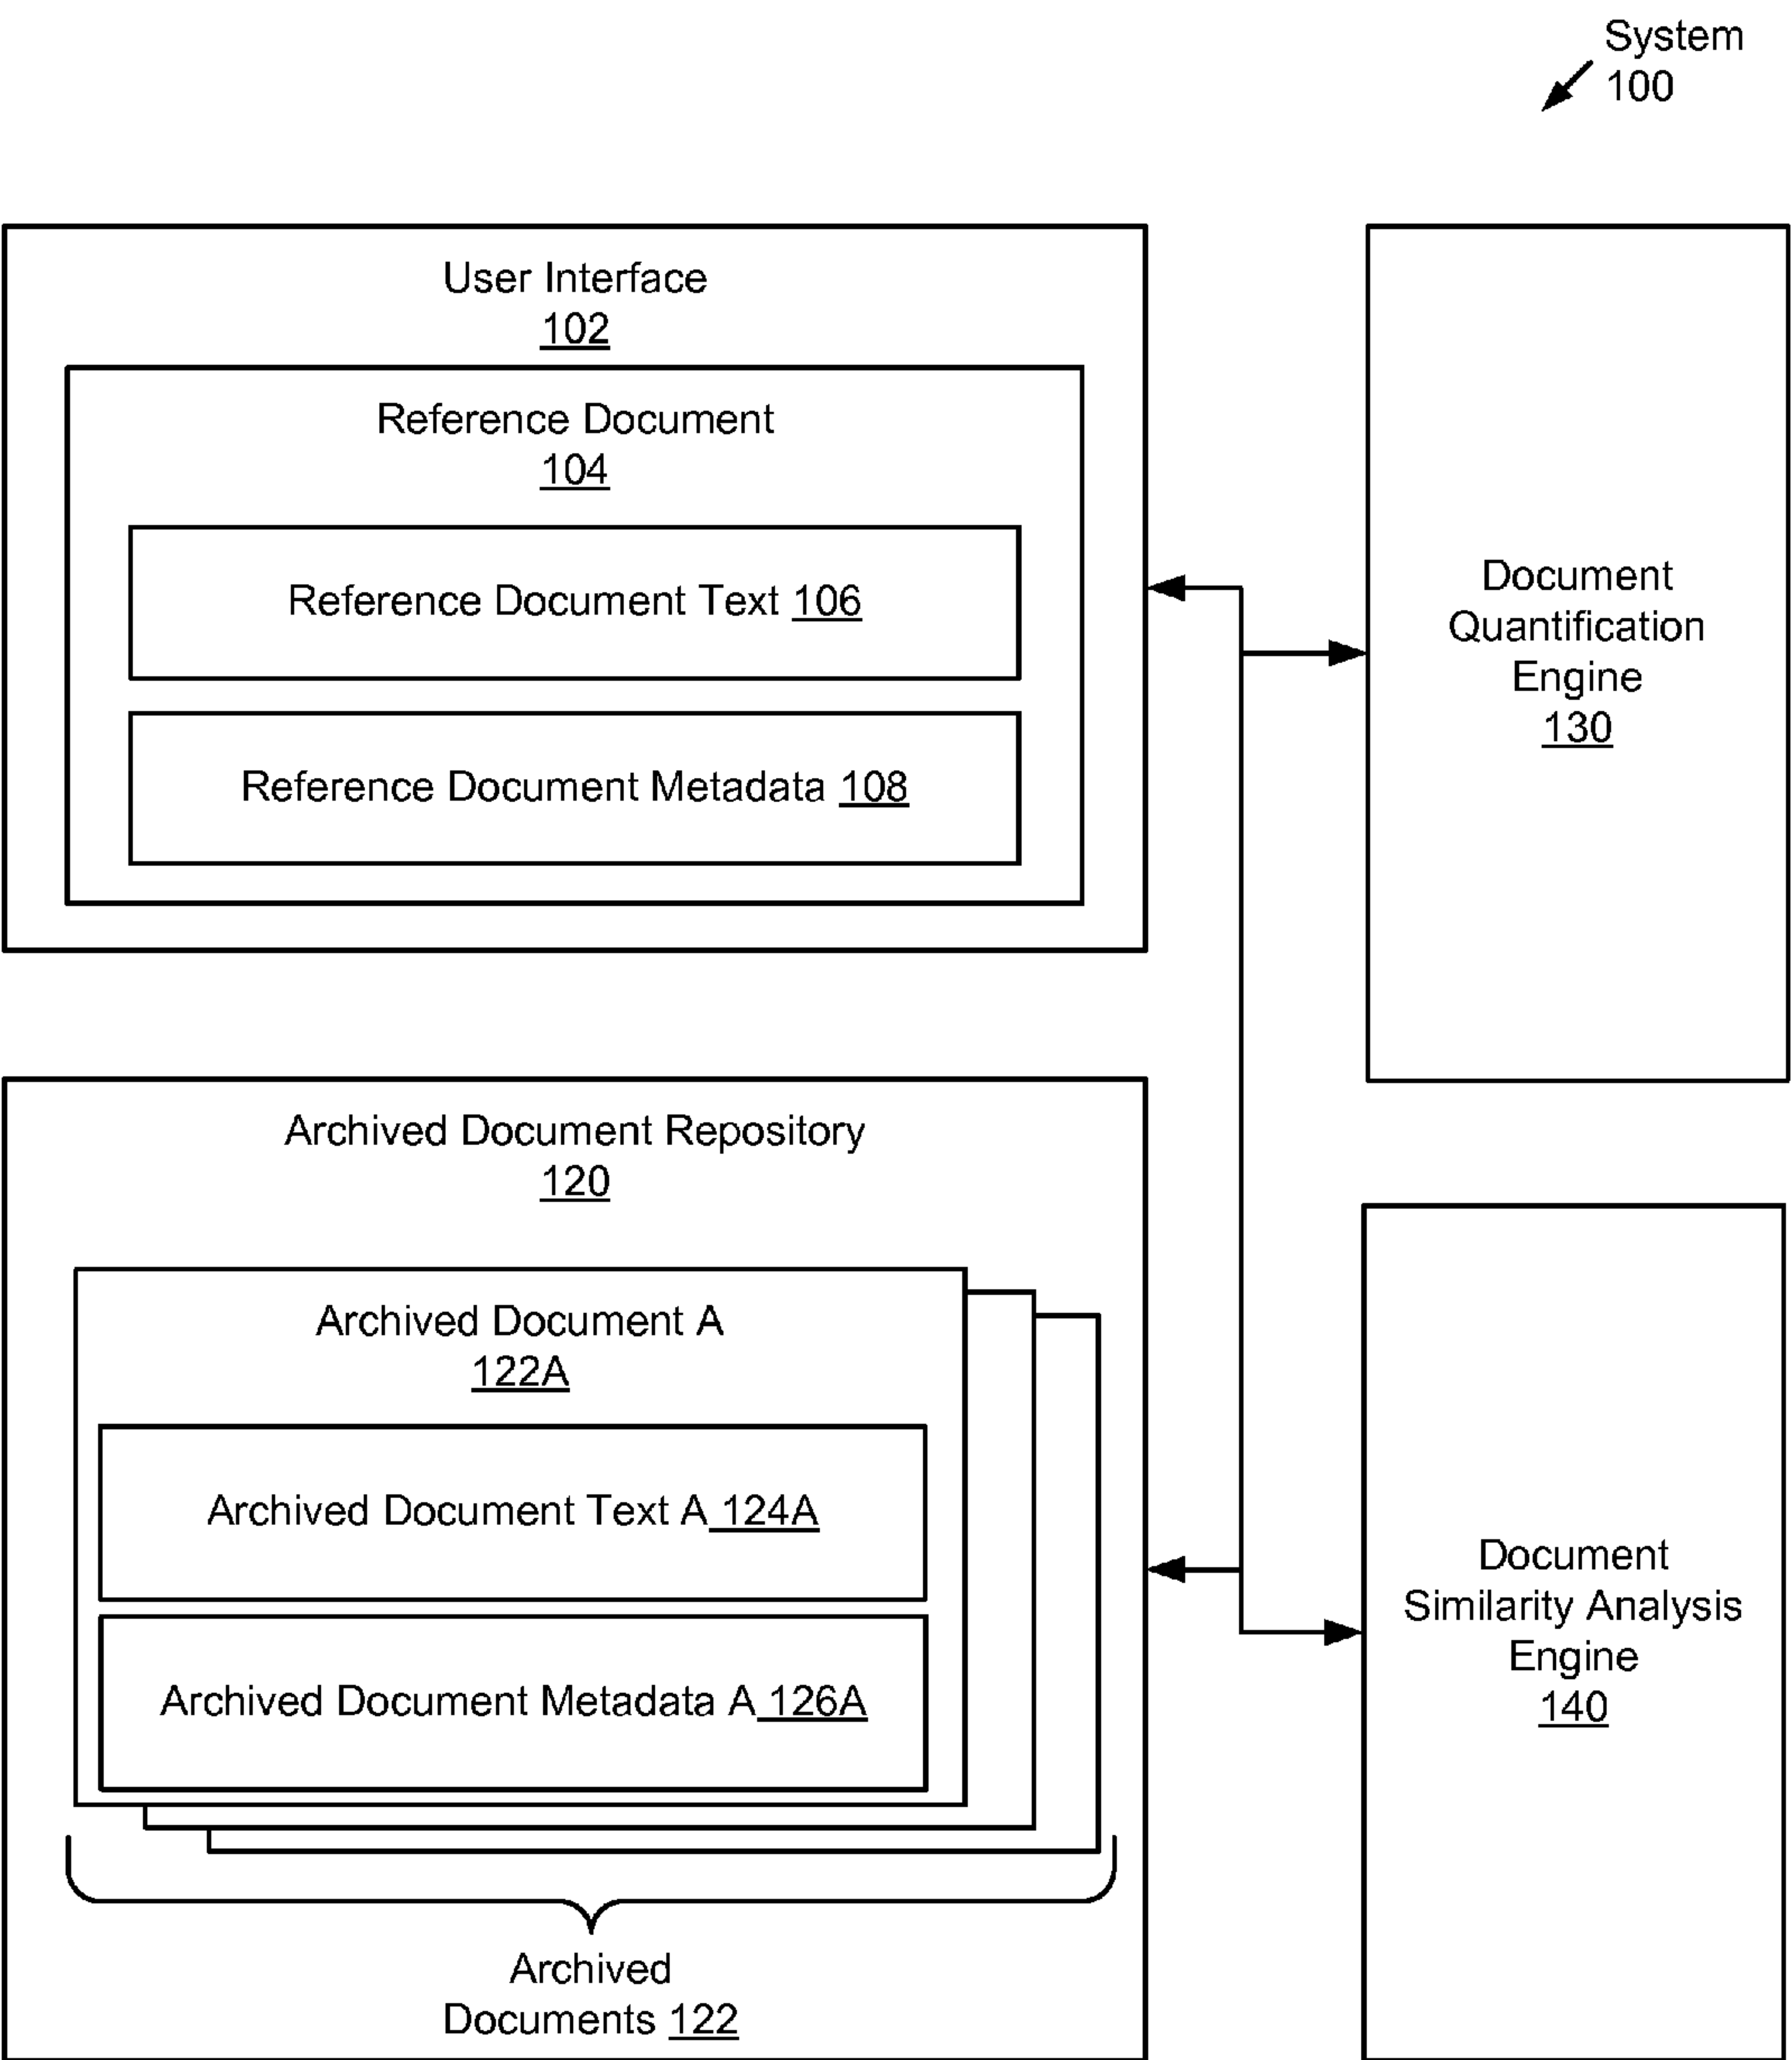 System
100
User Interface
102
Reference Document
104
Reference Document Text 106
Reference Document Metadata 108
Document
Quantification
Engine
130
Archived Document Repository
120
Archived Document A
122A
Archived Document Text A 124A
Archived Document Metadata A 126A
Archived
Documents 122
Document
Similarity Analysis
Engine
140